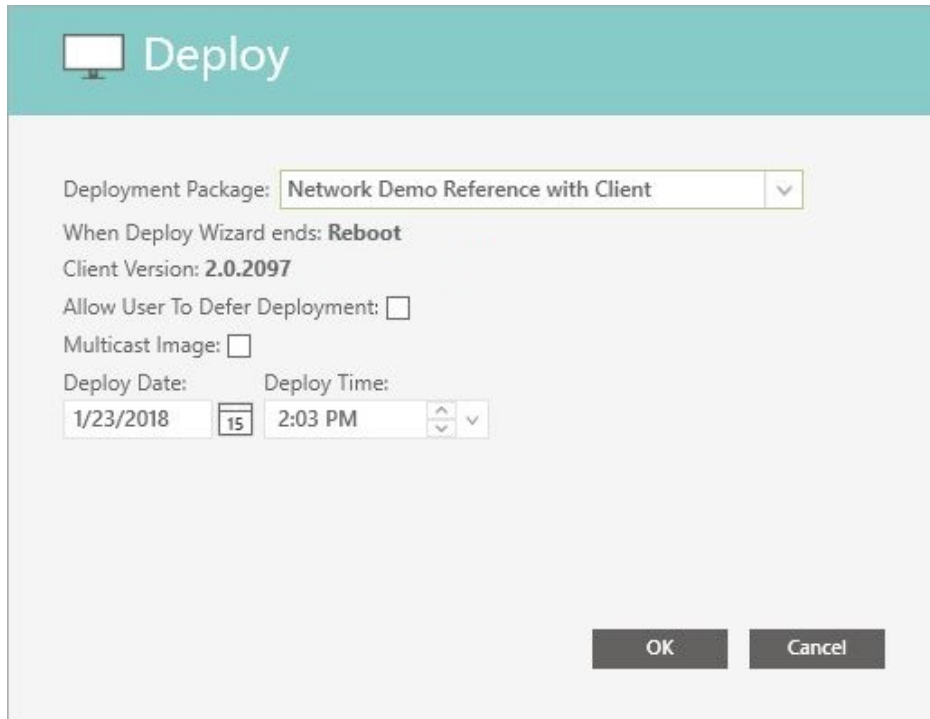 Deploy
Deployment Package: Network Demo Reference with Client
When Deploy Wizard ends: Reboot
Client Version: 2.0.2097
Allow User To Defer Deployment:
Multicast Image:
Deploy Date: Deploy Time:
1/23/2018 15 2:03 PM
OK Cancel